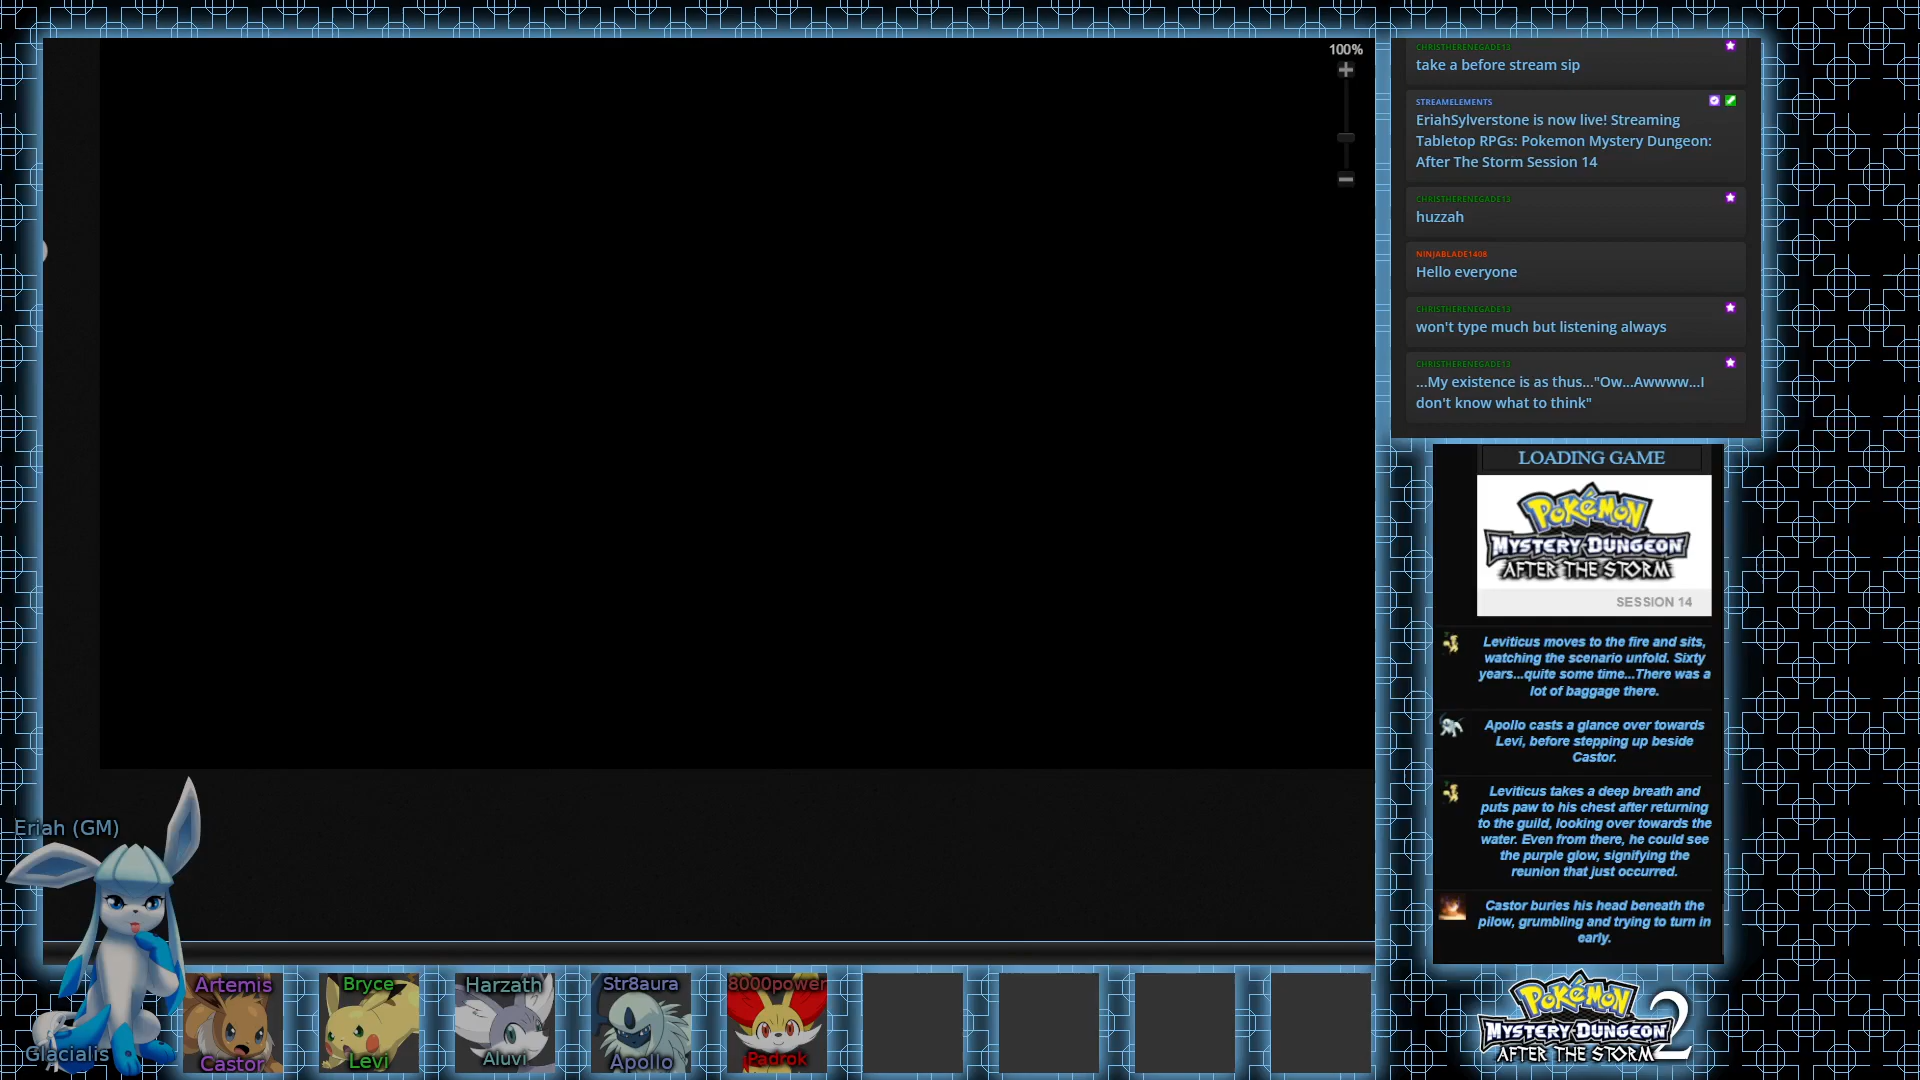 100%
CHRISTHERENEGADE13
take a before stream sip
STREAMELEMENTS
EriahSylverstone is now live! Streaming
Tabletop RPGs: Pokemon Mystery Dungeon:
After The Storm Session 14
CHRISTHERENEGADE13
huzzah
NINJABLADE1408
Hello everyone
CHRISTHERENEGADE13
won't type much but listening always
CHRISTHERENEGADE13
...My existence is as thus..."Ow...Awwww...I
don't know what to think"
LOADING GAME
POKéMON
MYSTERY DUNGEON
AFTER THE STORM
SESSION 14
Leviticus moves to the fire and sits,
watching the scenario unfold. Sixty
years...quite some time...There was a
lot of baggage there.
Apollo casts a glance over towards
Levi, before stepping up beside
Castor.
Leviticus takes a deep breath and
puts paw to his chest after returning
to the guild, looking over towards the
water. Even from there, he could see
the purple glow, signifying the
reunion that just occurred.
Castor buries his head beneath the
pilow, grumbling and trying to turn in
early.
Eriah (GM)
Glacialis
Artemis
Castor
Bryce
Levi
Harzath
Aluvi
Str8aura
Apollo
8000power
Padrok
POKéMON
MYSTERY DUNGEON 2
AFTER THE STORM